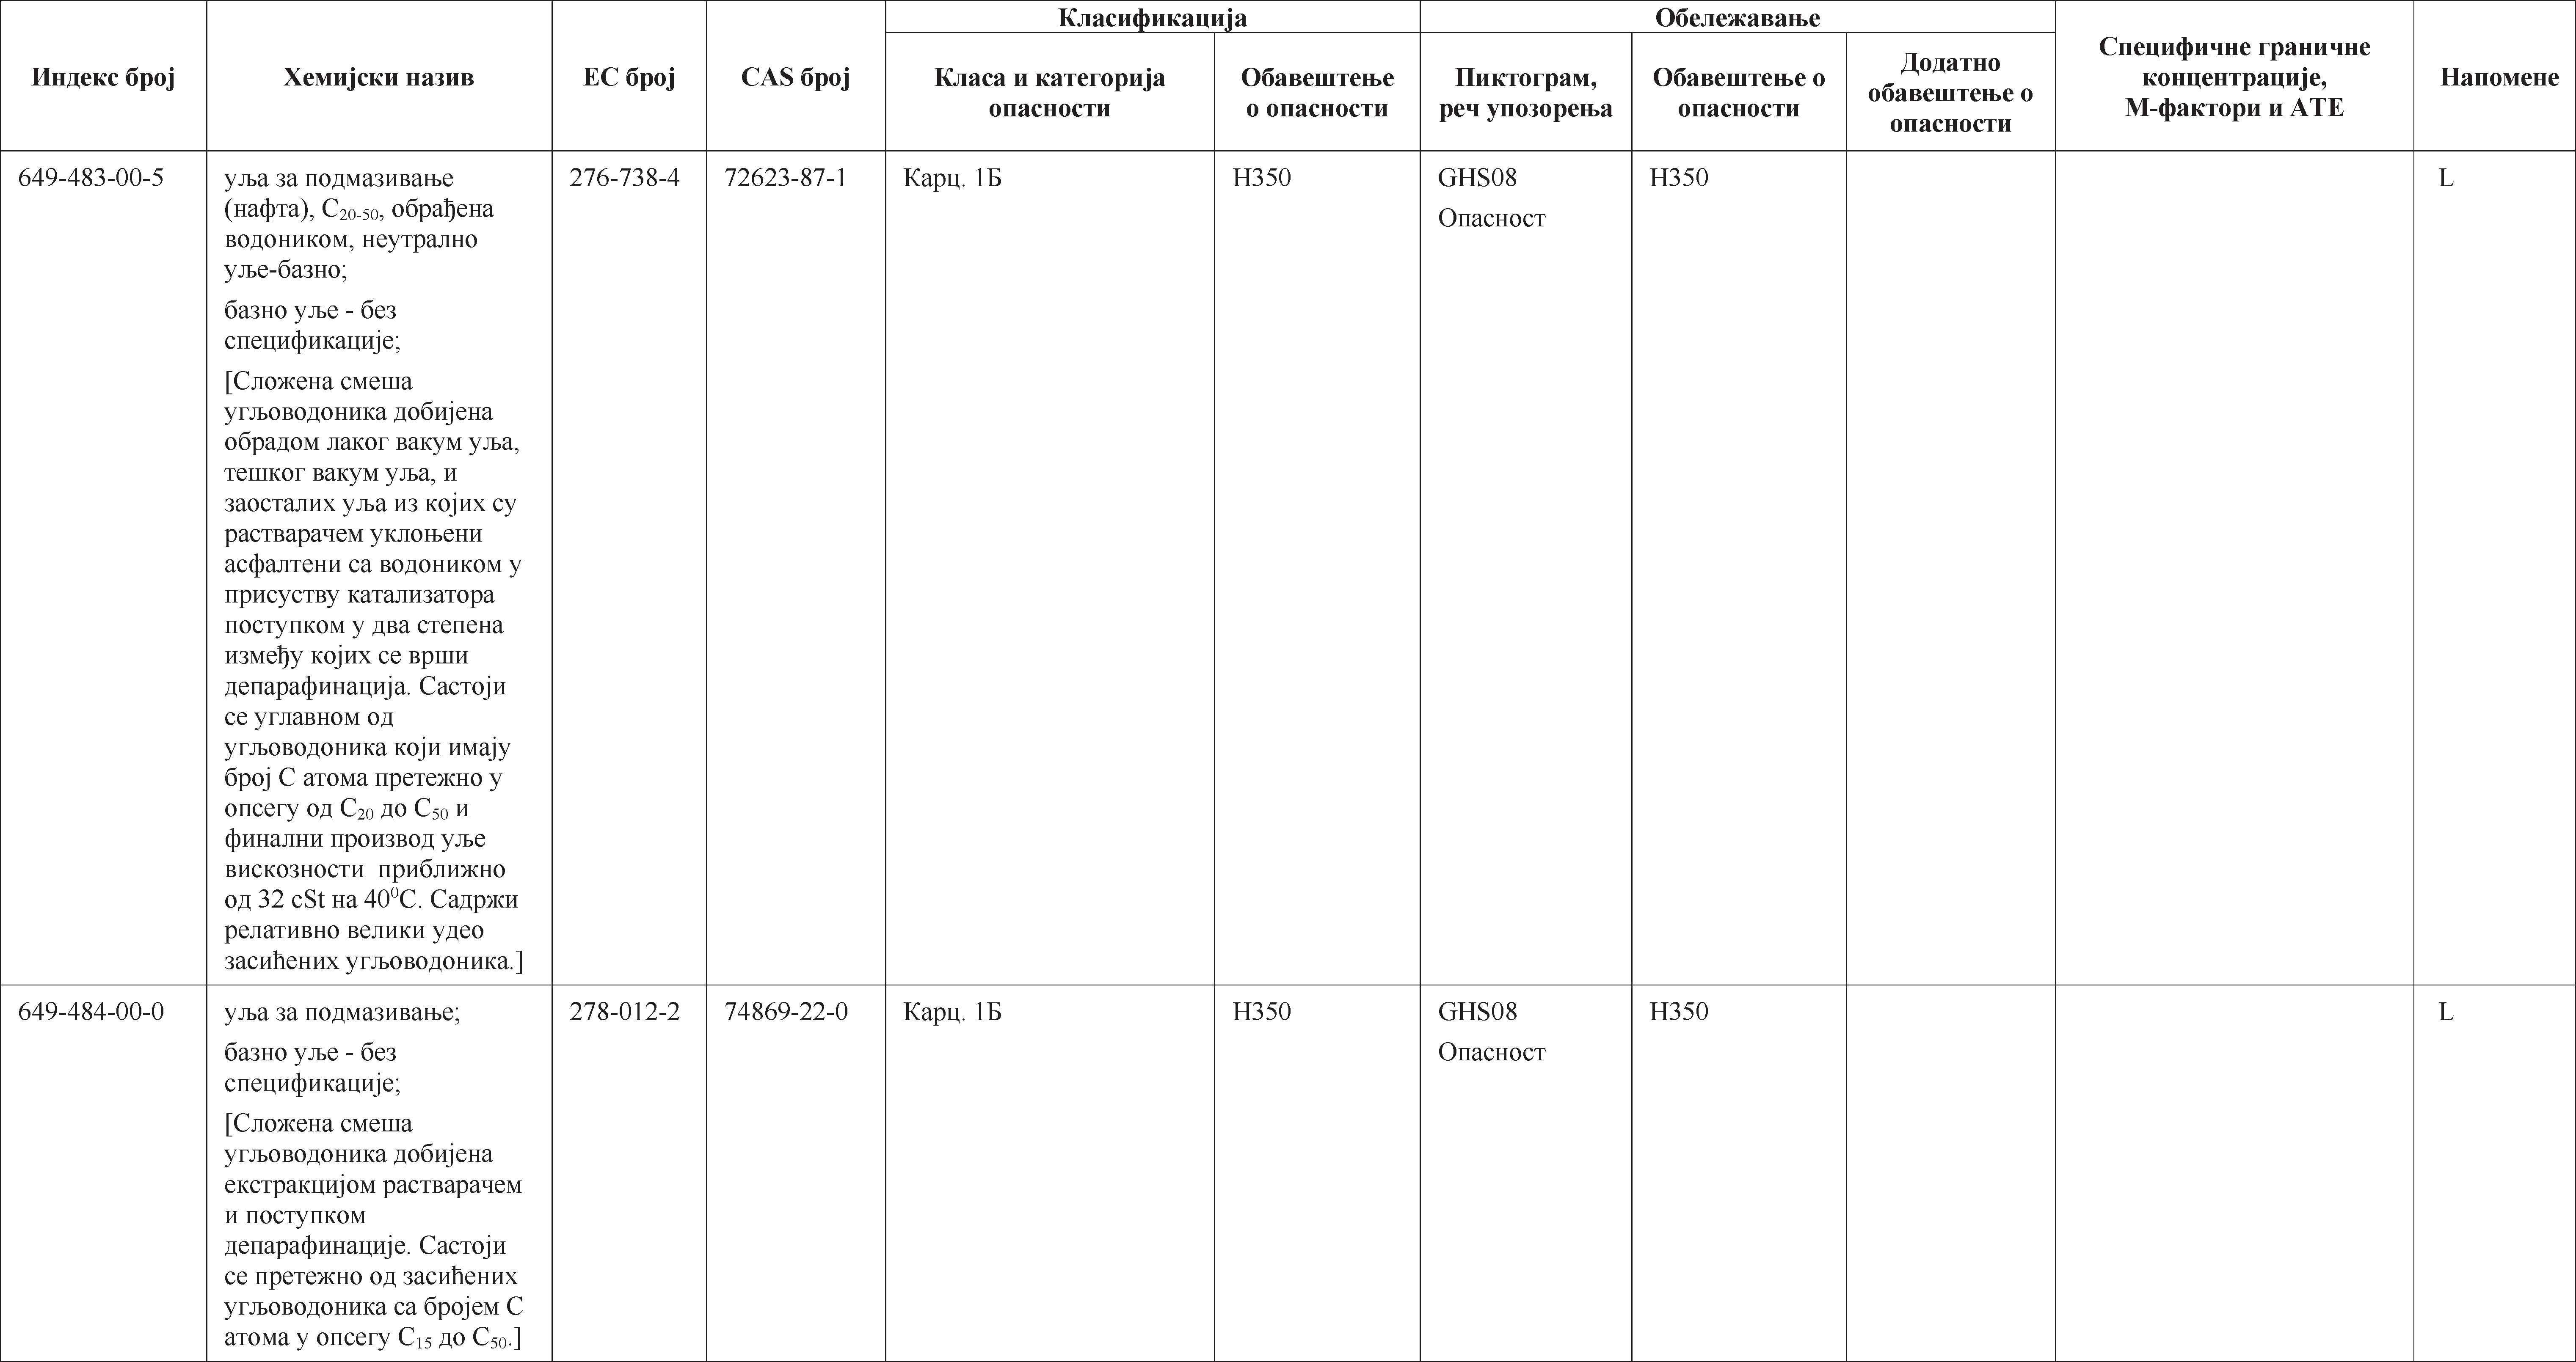 Класификација
Обележавање
Индекс број
Хемијски назив
ЕС број
CAS број
Класа и категорија
опасности
Обавештење
о опасности
Пиктограм,
реч упозорења
Обавештење о
опасности
Додатно
обавештење о
опасности
Специфичне граничне
концентрације,
М-фактори и АТЕ
Напомене
649-483-00-5
уља за подмазивање
(нафта), C20-50, обрађена
водоником, неутрално
уље-базно;
базно уље - без
спецификације;
[Сложена смеша
угљоводоника добијена
обрадом лаког вакум уља,
тешког вакум уља, и
заосталих уља из којих су
растварачем уклоњени
асфалтени са водоником у
присуству катализатора
поступком у два степена
између којих се врши
депарафинација. Састоји
се углавном од
угљоводоника који имају
број C атома претежно у
опсегу од C20 до C50 и
финални производ уље
вискозности  приближно
од 32 cSt на 40⁰C. Садржи
релативно велики удео
засићених угљоводоника.]
276-738-4
72623-87-1
Карц. 1Б
H350
GHS08
Опасност
H350
L
649-484-00-0
уља за подмазивање;
базно уље - без
спецификације;
[Сложена смеша
угљоводоника добијена
екстракцијом растварачем
и поступком
депарафинације. Састоји
се претежно од засићених
угљоводоника са бројем C
атома у опсегу C15 до C50.]
278-012-2
74869-22-0
Карц. 1Б
H350
GHS08
Опасност
H350
L